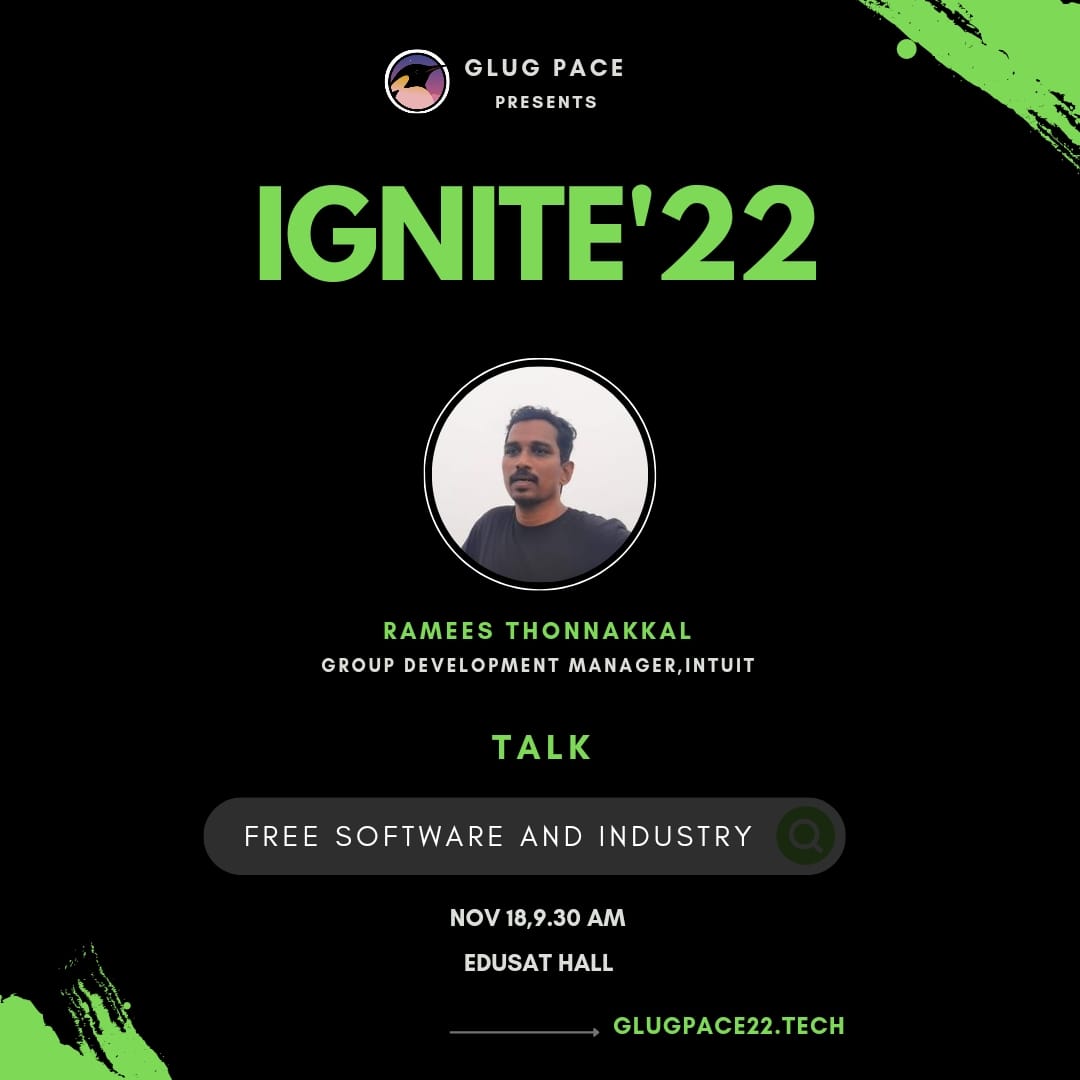 GLUG PACE
PRESENTS
IGNITE'22
RAMEES THONNAKKAL
GROUP DEVELOPMENT MANAGER,INTUIT
TALK
FREE SOFTWARE AND INDUSTRY
NOV 18,9.30 AM
EDUSAT HALL
GLUGPACE22.TECH